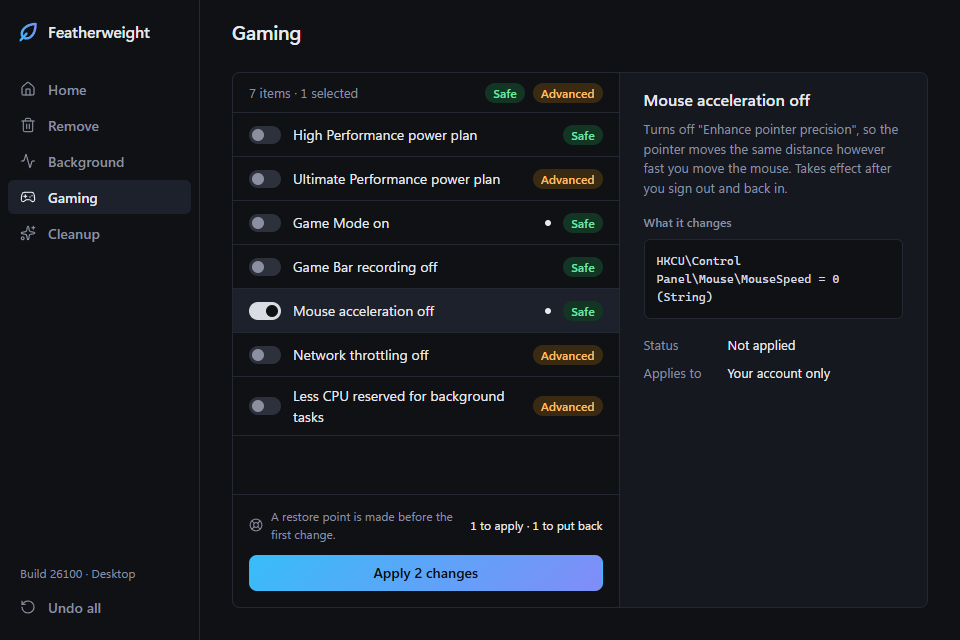 Featherweight
Home
Remove
Background
Gaming
Cleanup
Build 26100 · Desktop
Undo all
Gaming
7 items · 1 selected
Safe
Advanced
High Performance power plan
Safe
Ultimate Performance power plan
Advanced
Game Mode on
Safe
Game Bar recording off
Safe
Mouse acceleration off
Safe
Network throttling off
Advanced
Less CPU reserved for background
tasks
Advanced
A restore point is made before the
first change.
1 to apply · 1 to put back
Apply 2 changes
Mouse acceleration off
Turns off "Enhance pointer precision", so the
pointer moves the same distance however
fast you move the mouse. Takes effect after
you sign out and back in.
What it changes
HKCU\Control
Panel\Mouse\MouseSpeed = 0
(String)
Status
Not applied
Applies to
Your account only